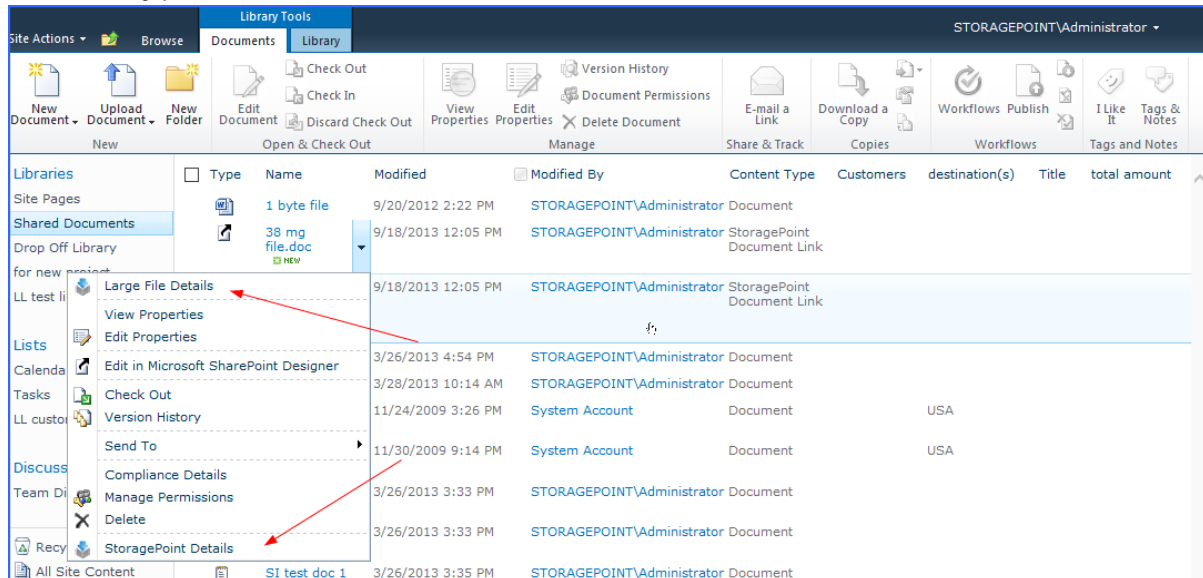 Library Tools
STORAGEPOINT\Administrator
Site Actions
Browse
Documents
Library
New Document
Upload Document
New Folder
New
Edit Document
Check Out
Check In
Discard Check Out
Open & Check Out
View Properties
Edit Properties
Version History
Document Permissions
Delete Document
Manage
E-mail a Link
Share & Track
Download a Copy
Copies
Workflows
Publish
Workflows
I Like It
Tags & Notes
Tags and Notes
Libraries
Site Pages
Shared Documents
Drop Off Library
for new project
LL test li
Lists
Calenda
Tasks
LL custo
Discuss
Team Di
Recy
All Site Content
Type Name Modified Modified By Content Type Customers destination(s) Title total amount
1 byte file 9/20/2012 2:22 PM STORAGEPOINT\Administrator Document
38 mg file.doc NEW 9/18/2013 12:05 PM STORAGEPOINT\Administrator StoragePoint Document Link
9/18/2013 12:05 PM STORAGEPOINT\Administrator StoragePoint Document Link
3/26/2013 4:54 PM STORAGEPOINT\Administrator Document
3/28/2013 10:14 AM STORAGEPOINT\Administrator Document
11/24/2009 3:26 PM System Account Document USA
11/30/2009 9:14 PM System Account Document USA
3/26/2013 3:33 PM STORAGEPOINT\Administrator Document
3/26/2013 3:33 PM STORAGEPOINT\Administrator Document
SI test doc 1 3/26/2013 3:35 PM STORAGEPOINT\Administrator Document
Large File Details
View Properties
Edit Properties
Edit in Microsoft SharePoint Designer
Check Out
Version History
Send To
Compliance Details
Manage Permissions
Delete
StoragePoint Details